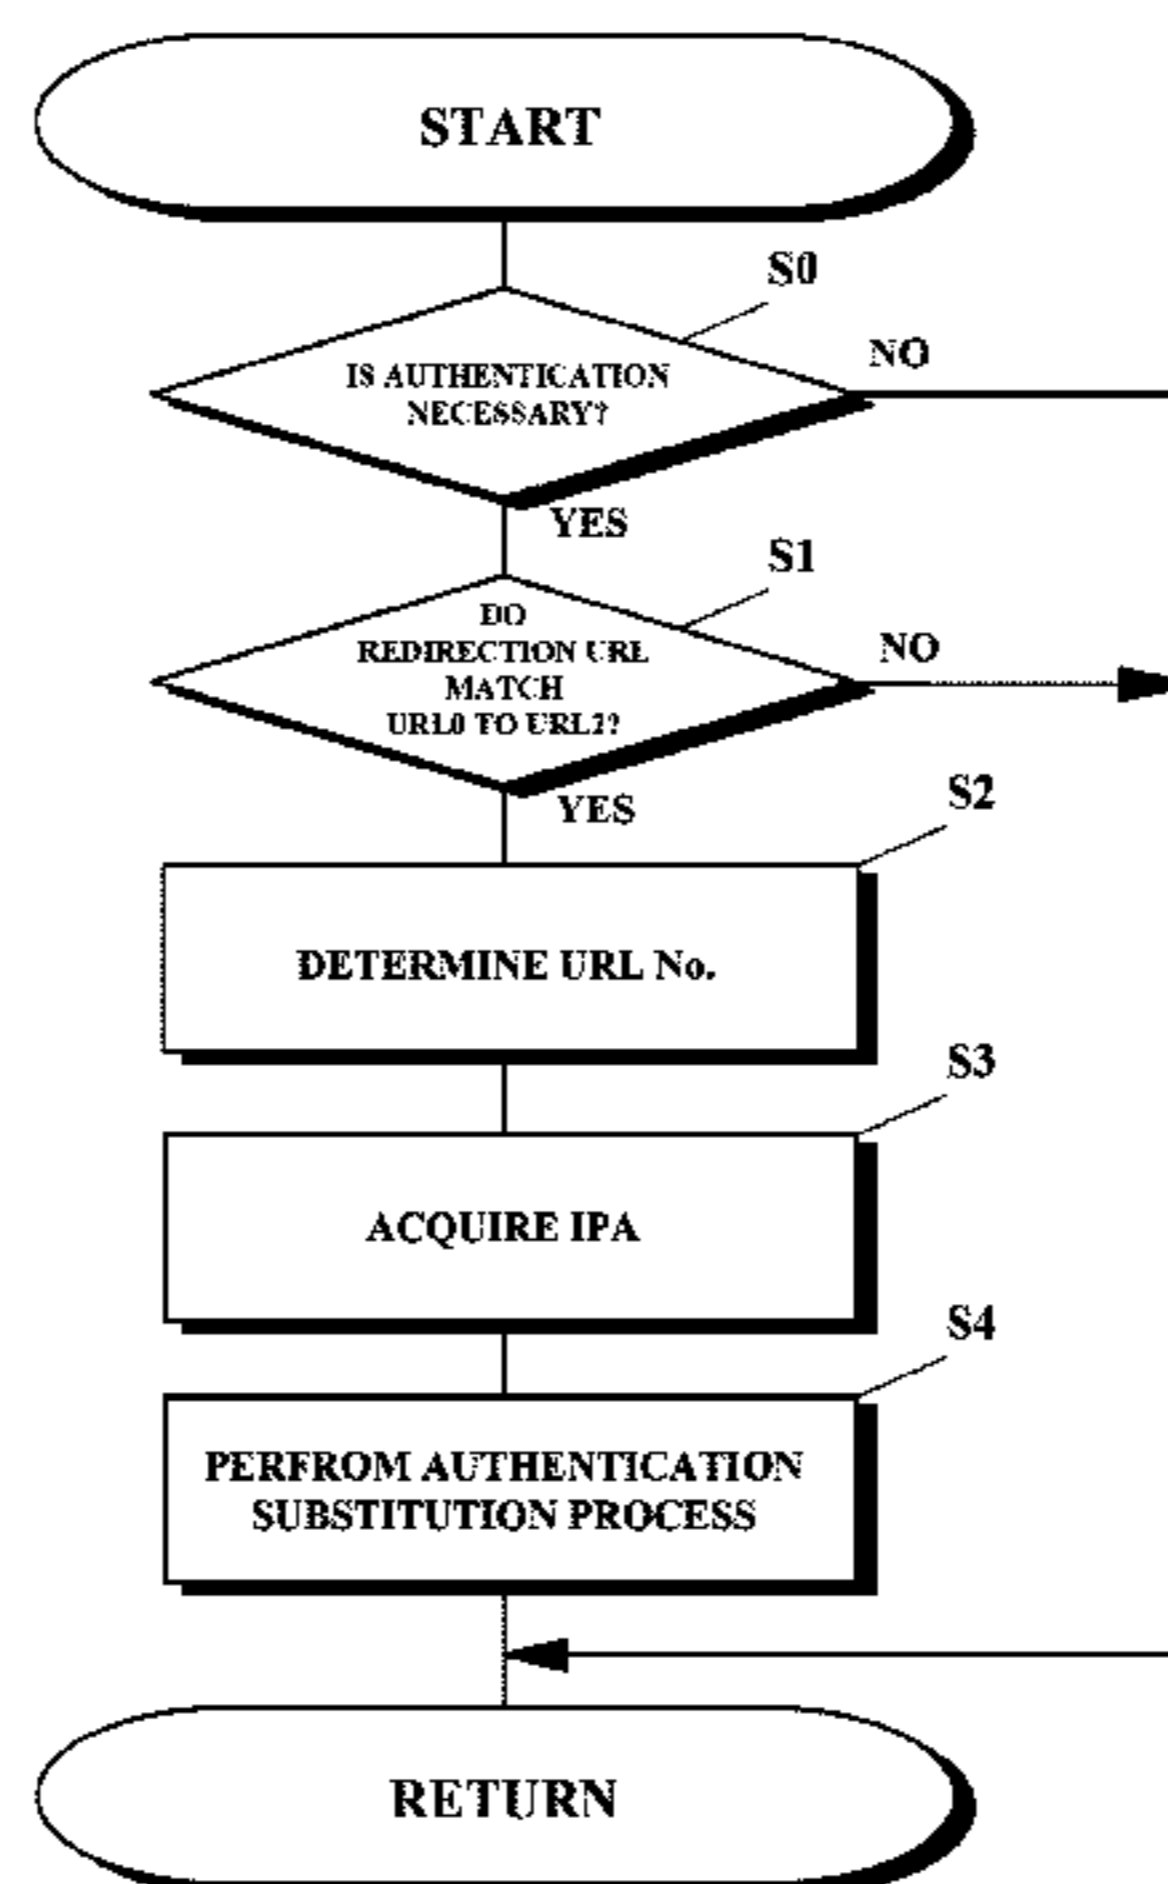 START
S0
NO
IS AUTHENTICATION
NECESSARY?
YES
S1
DO
REDIRECTION URL
MATCH
URL0 TO URL2?
NO
YES
S2
DETERMINE URL No.
S3
ACQUIRE IPA
S4
PERFROM AUTHENTICATION
SUBSTITUTION PROCESS
RETURN